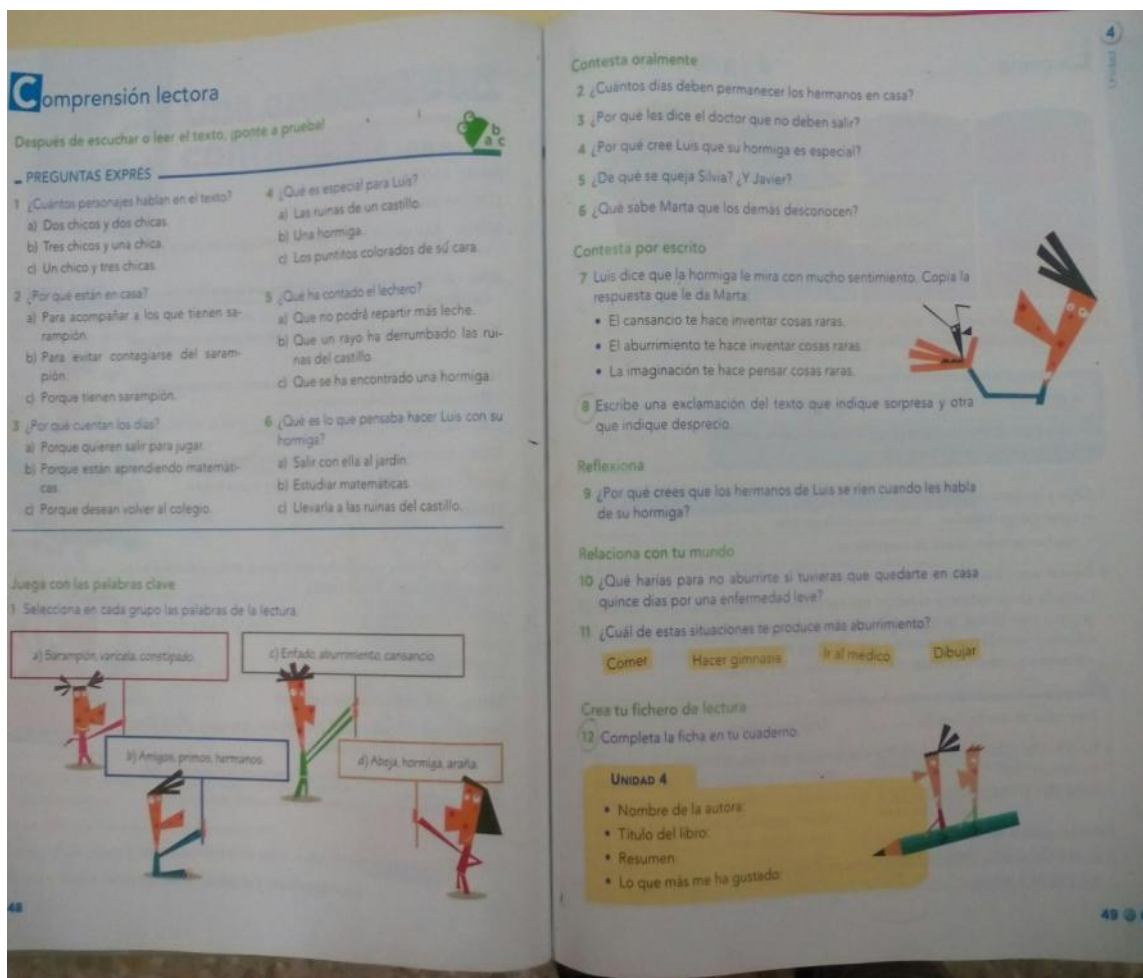 Comprensión lectora
Después de escuchar o leer el texto, ¡ponte a prueba!
b
a c
PREGUNTAS EXPRÉS
1 ¿Cuántos personajes hablan en el texto?
a) Dos chicos y dos chicas.
b) Tres chicos y una chica.
c) Un chico y tres chicas.
2 ¿Por qué están en casa?
a) Para acompañar a los que tienen sa-
rampión.
b) Para evitar contagiarse del saram-
pión.
c) Porque tienen sarampión.
3 ¿Por qué cuentan los días?
a) Porque quieren salir para jugar.
b) Porque están aprendiendo matemáti-
cas.
c) Porque desean volver al colegio.
4 ¿Qué es especial para Luis?
a) Las ruinas de un castillo.
b) Una hormiga.
c) Los puntitos colorados de su cara.
5 ¿Qué ha contado el lechero?
a) Que no podrá repartir más leche.
b) Que un rayo ha derrumbado las rui-
nas del castillo.
c) Que se ha encontrado una hormiga.
6 ¿Qué es lo que pensaba hacer Luis con su
hormiga?
a) Salir con ella al jardín.
b) Estudiar matemáticas.
c) Llevarla a las ruinas del castillo.
Juega con las palabras clave
1 Selecciona en cada grupo las palabras de la lectura.
a) Sarampión, varicela, constipado.
c) Enfado, aburrimiento, cansancio.
b) Amigos, primos, hermanos.
d) Abeja, hormiga, araña.
48
4
Unidad
Contesta oralmente
2 ¿Cuántos días deben permanecer los hermanos en casa?
3 ¿Por qué les dice el doctor que no deben salir?
4 ¿Por qué cree Luis que su hormiga es especial?
5 ¿De qué se queja Silvia? ¿Y Javier?
6 ¿Qué sabe Marta que los demás desconocen?
Contesta por escrito
7 Luis dice que la hormiga le mira con mucho sentimiento. Copia la
respuesta que le da Marta:
• El cansancio te hace inventar cosas raras.
• El aburrimiento te hace inventar cosas raras.
• La imaginación te hace pensar cosas raras.
8 Escribe una exclamación del texto que indique sorpresa y otra
que indique desprecio.
Reflexiona
9 ¿Por qué crees que los hermanos de Luis se ríen cuando les habla
de su hormiga?
Relaciona con tu mundo
10 ¿Qué harías para no aburrirte si tuvieras que quedarte en casa
quince días por una enfermedad leve?
11 ¿Cuál de estas situaciones te produce más aburrimiento?
Comer Hacer gimnasia Ir al médico Dibujar
Crea tu fichero de lectura
12 Completa la ficha en tu cuaderno.
UNIDAD 4
• Nombre de la autora:
• Título del libro:
• Resumen:
• Lo que más me ha gustado:
49